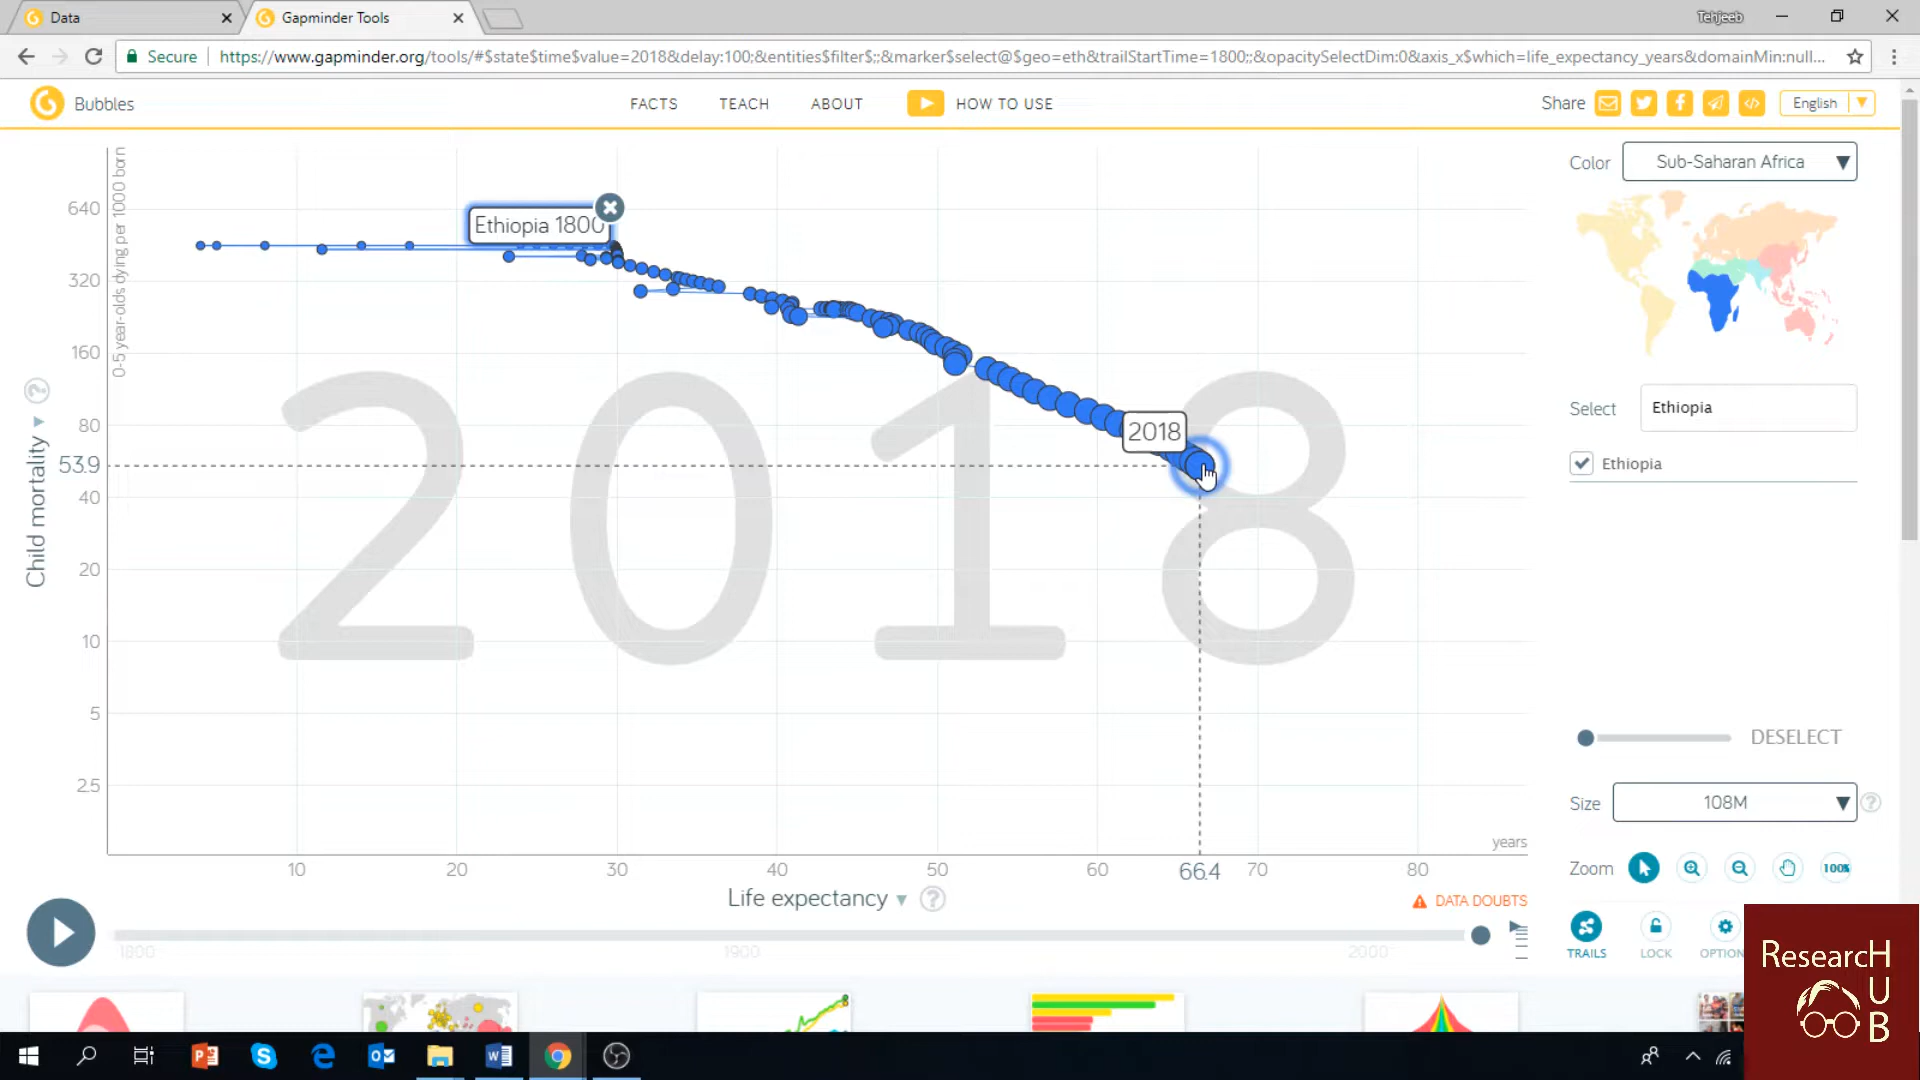 Data
Gapminder Tools
Tehjeeb
Secure
https://www.gapminder.org/tools/#$state$time$value=2018&delay:100;&entities$filter$;;&marker$select@$geo=eth&trailStartTime=1800;;&opacitySelectDim:0&axis_x$which=life_expectancy_years&domainMin:null...
Bubbles
FACTS
TEACH
ABOUT
HOW TO USE
Share
English
0-5 year-olds dying per 1000 born
Child mortality
640
320
160
80
53.9
40
20
10
5
2.5
Ethiopia 1800
2018
2018
years
10
20
30
40
50
60
66.4
70
80
Life expectancy
DATA DOUBTS
1800
1900
2000
Color
Sub-Saharan Africa
Select
Ethiopia
Ethiopia
DESELECT
Size
108M
Zoom
100%
TRAILS
LOCK
OPTION
ResearcH
U
B